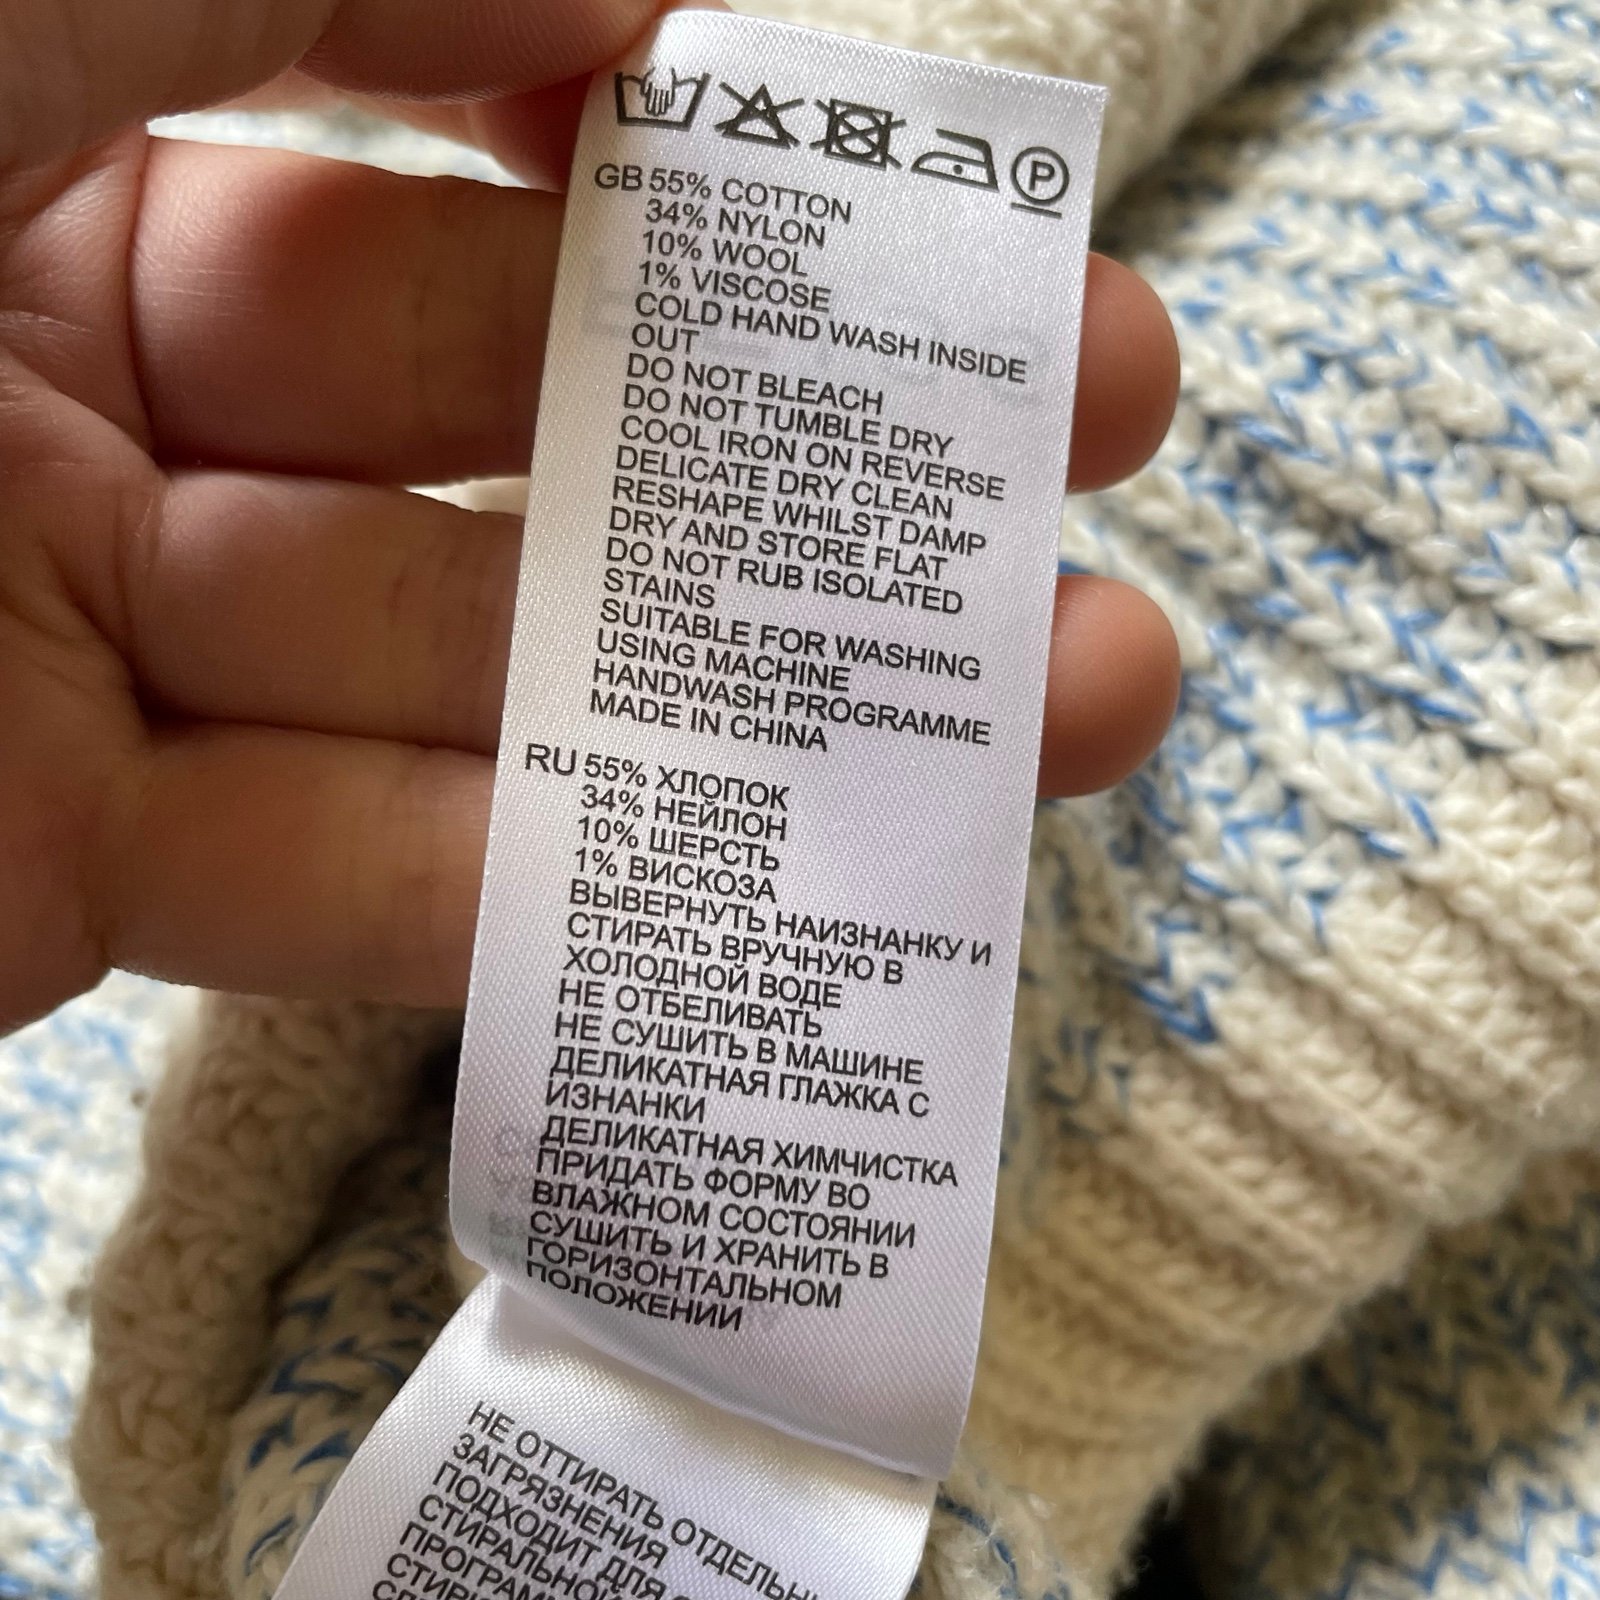 P
GB 55% COTTON
34% NYLON
10% WOOL
1% VISCOSE
COLD HAND WASH INSIDE
OUT
DO NOT BLEACH
DO NOT TUMBLE DRY
COOL IRON ON REVERSE
DELICATE DRY CLEAN
RESHAPE WHILST DAMP
DRY AND STORE FLAT
DO NOT RUB ISOLATED
STAINS
SUITABLE FOR WASHING
USING MACHINE
HANDWASH PROGRAMME
MADE IN CHINA
RU 55% ХЛОПОК
34% НЕЙЛОН
10% ШЕРСТЬ
1% ВИСКОЗА
ВЫВЕРНУТЬ НАИЗНАНКУ И
СТИРАТЬ ВРУЧНУЮ В
ХОЛОДНОЙ ВОДЕ
НЕ ОТБЕЛИВАТЬ
НЕ СУШИТЬ В МАШИНЕ
ДЕЛИКАТНАЯ ГЛАЖКА С
ИЗНАНКИ
ДЕЛИКАТНАЯ ХИМЧИСТКА
ПРИДАТЬ ФОРМУ ВО
ВЛАЖНОМ СОСТОЯНИИ
СУШИТЬ И ХРАНИТЬ В
ГОРИЗОНТАЛЬНОМ
ПОЛОЖЕНИИ
НЕ ОТТИРАТЬ
ЗАГРЯЗНЕНИЯ
ПОДХОДИТ ДЛЯ